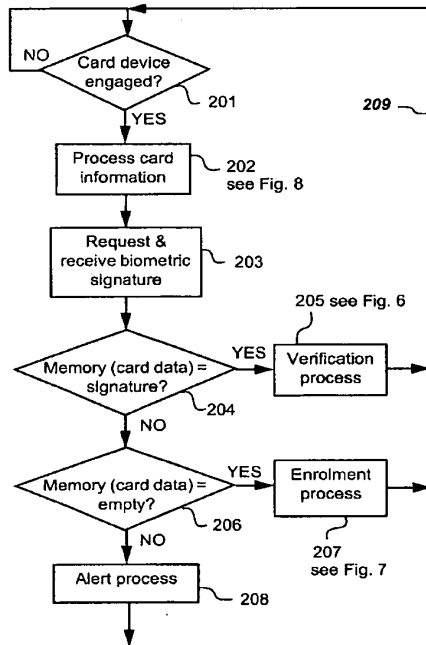 NO
Card device
engaged?
201
209
YES
Process card
information
202
see Fig. 8
Request &
receive biometric
signature
203
205 see Fig. 6
Memory (card data) =
signature?
YES
Verification
process
204
NO
Memory (card data) =
empty?
YES
Enrolment
process
206
NO
207
see Fig. 7
Alert process
208